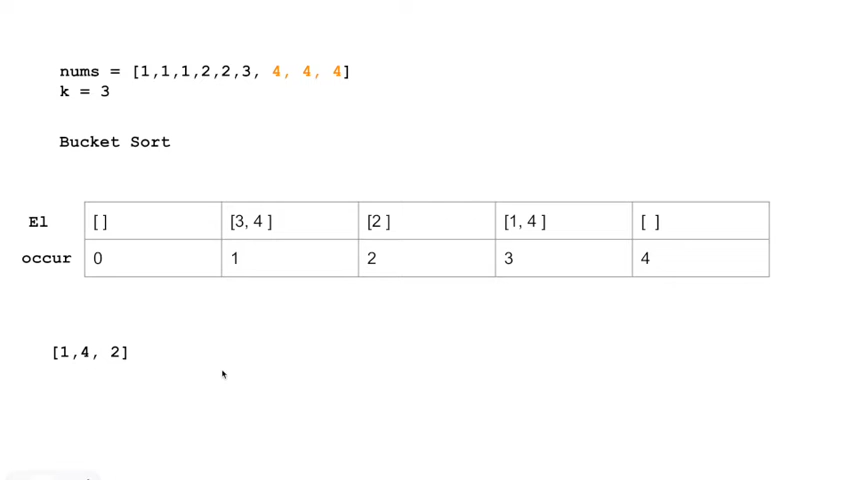 nums = [1,1,1,2,2,3, 4, 4, 4]
k = 3
Bucket Sort
El [ ] [3, 4 ] [2 ] [1, 4 ] [ ]
occur 0 1 2 3 4
[1,4, 2]